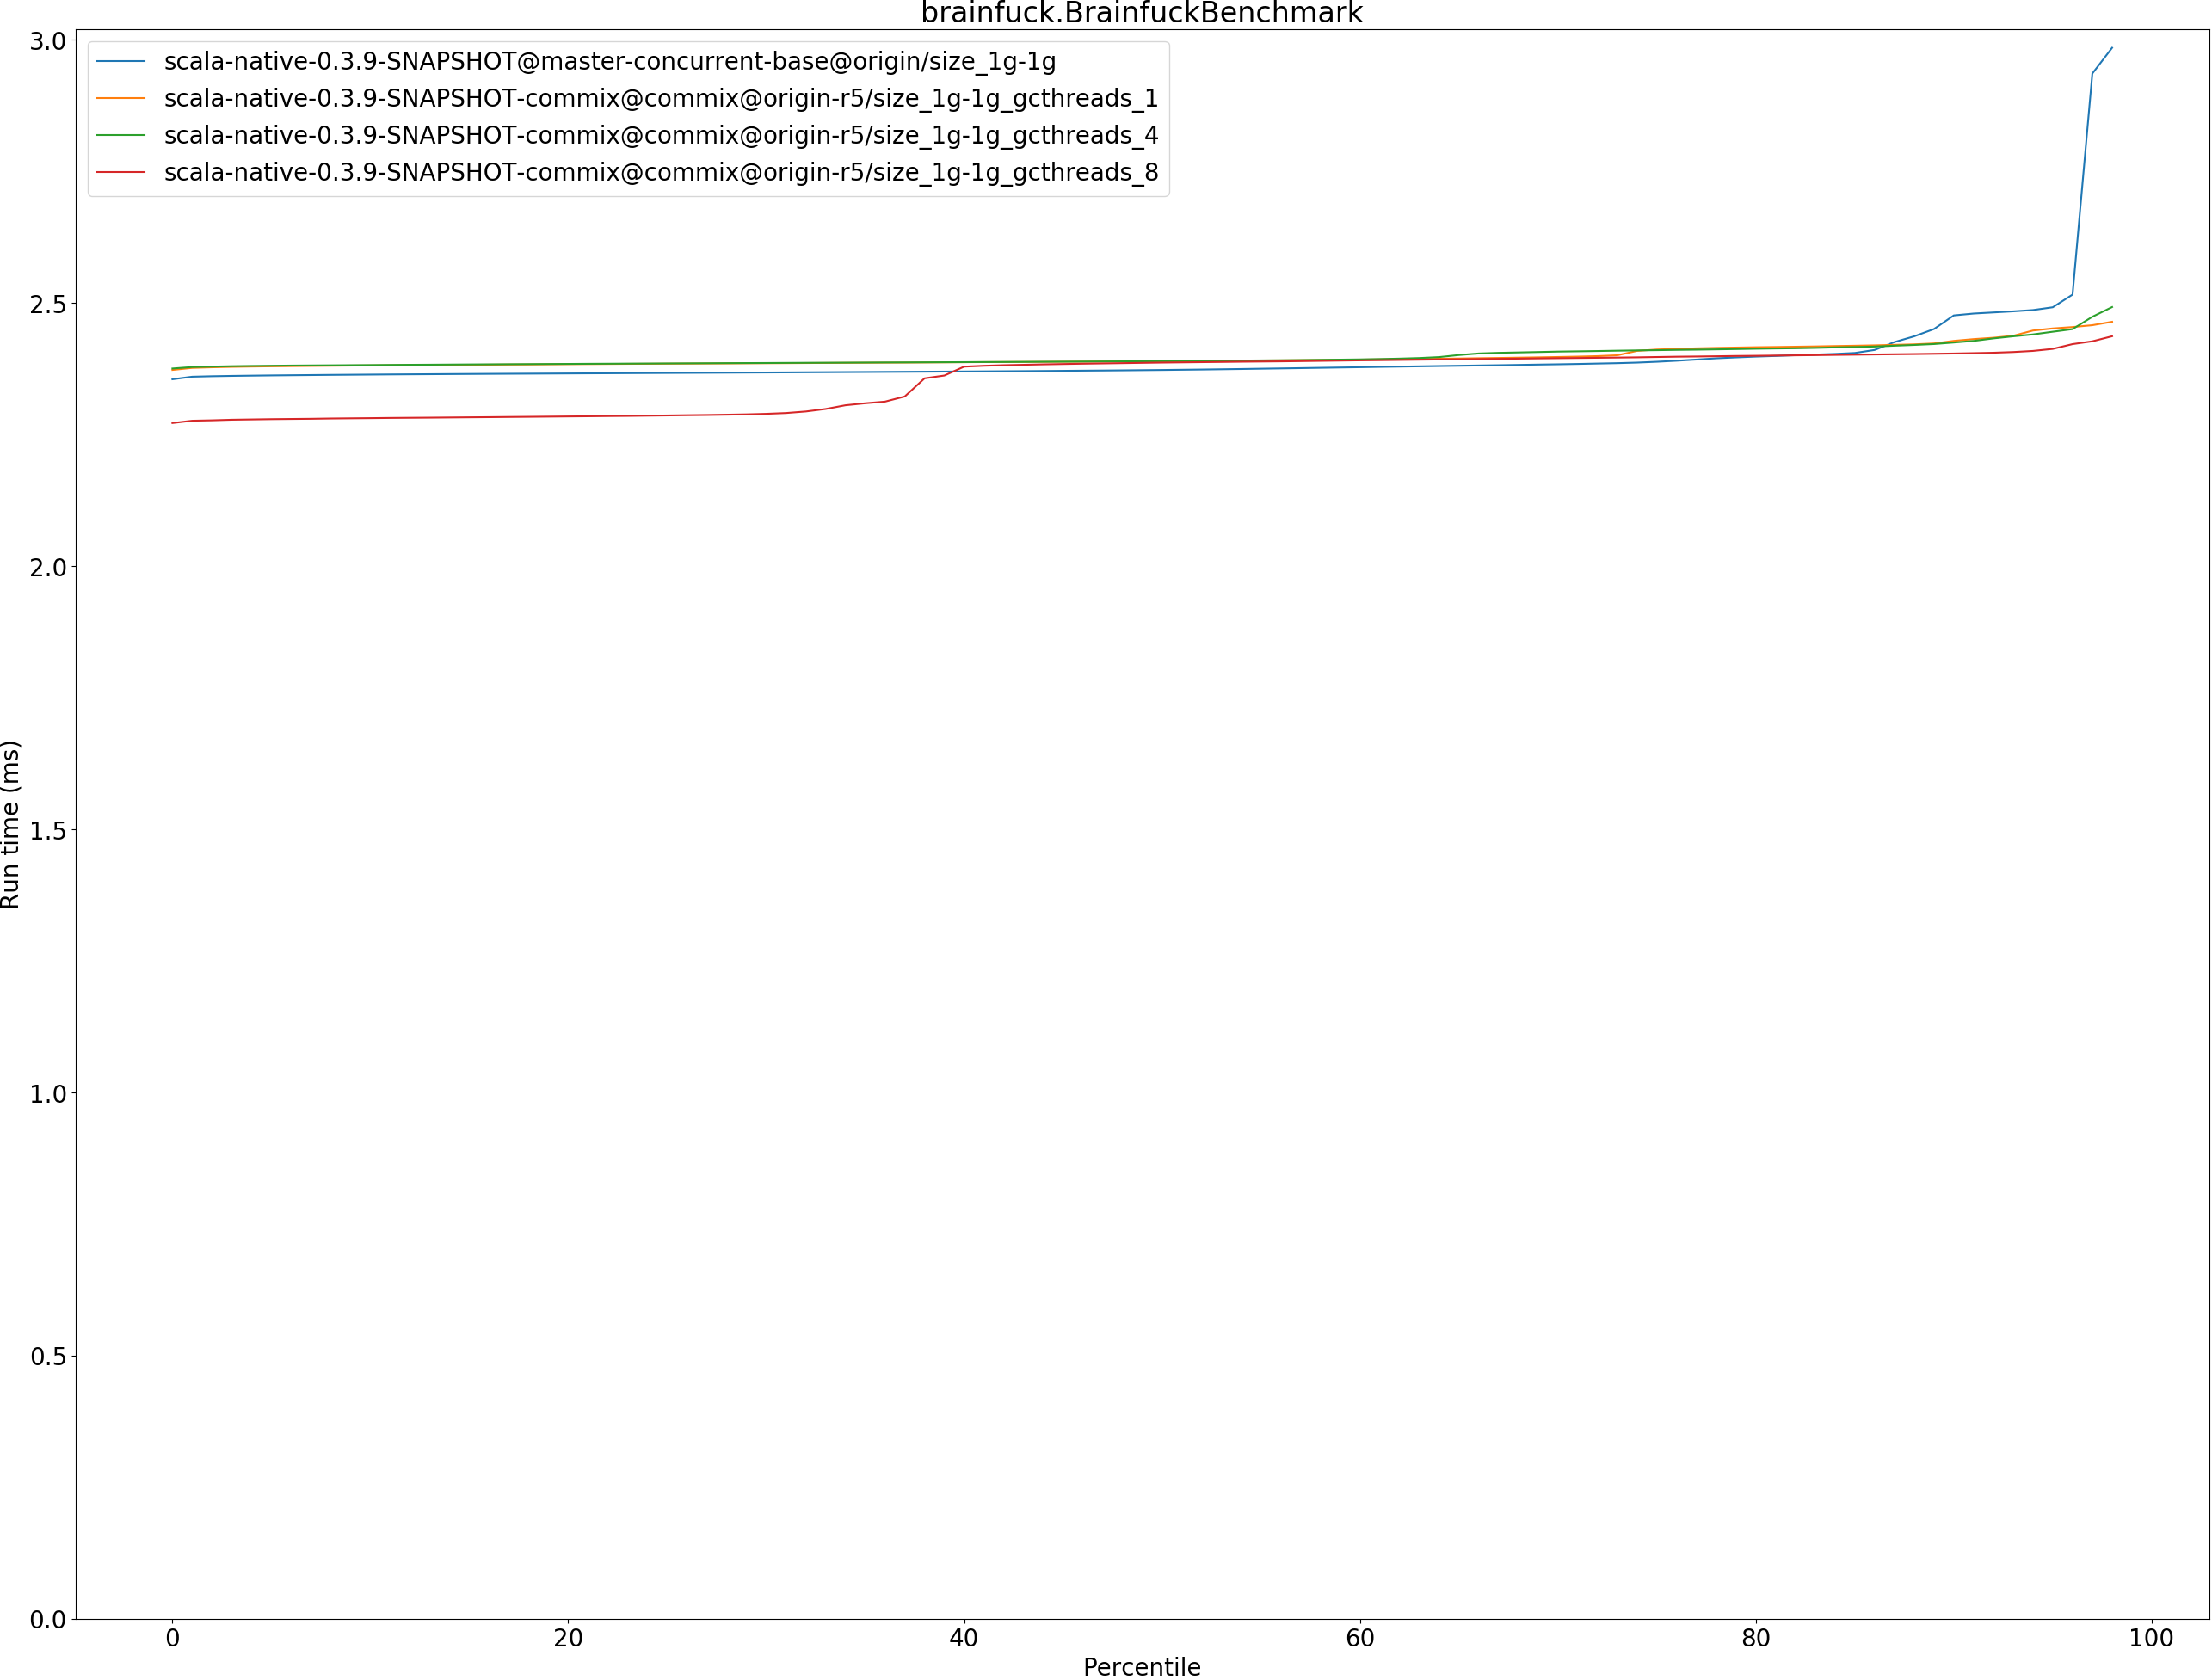 brainfuck.BrainfuckBenchmark
scala-native-0.3.9-SNAPSHOT@master-concurrent-base@origin/size_1g-1g
scala-native-0.3.9-SNAPSHOT-commix@commix@origin-r5/size_1g-1g_gcthreads_1
scala-native-0.3.9-SNAPSHOT-commix@commix@origin-r5/size_1g-1g_gcthreads_4
scala-native-0.3.9-SNAPSHOT-commix@commix@origin-r5/size_1g-1g_gcthreads_8
3.0
2.5
2.0
1.5
1.0
0.5
0.0
Run time (ms)
0 20 40 60 80 100
Percentile